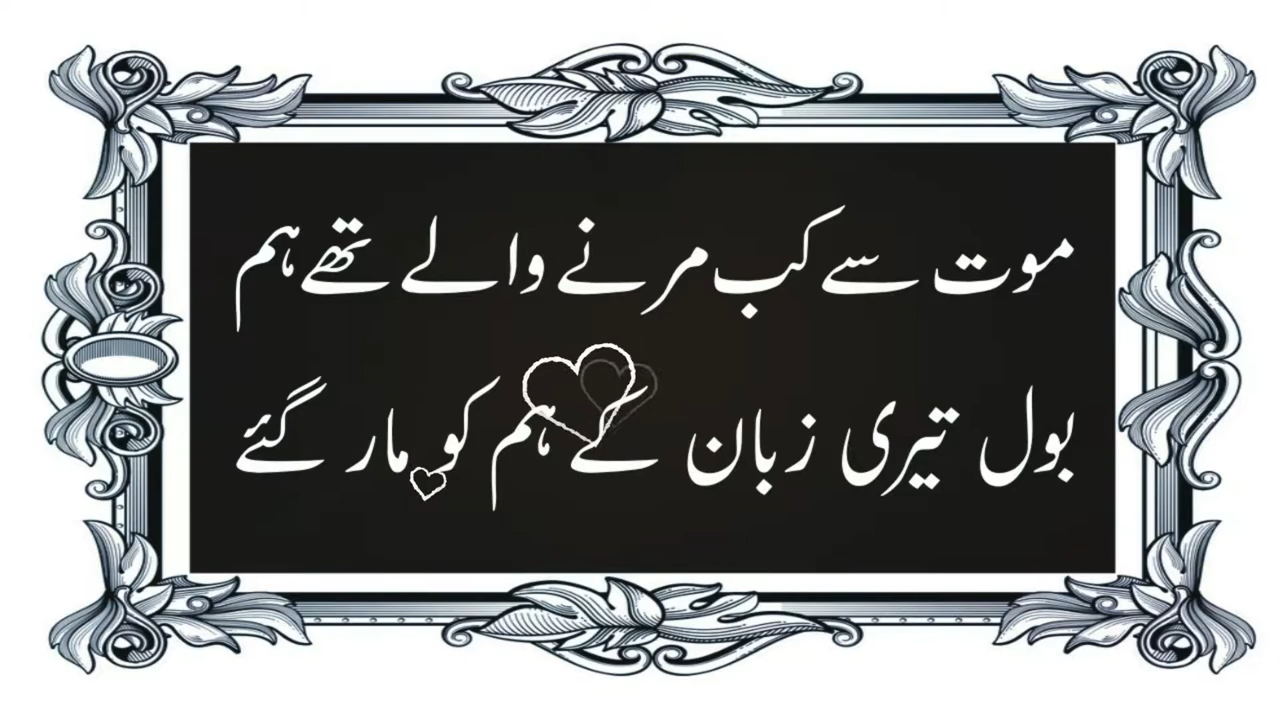 موت سے کب مرنے والے تھے ہم
بول تیری زبان کے ہم کو مار گئے